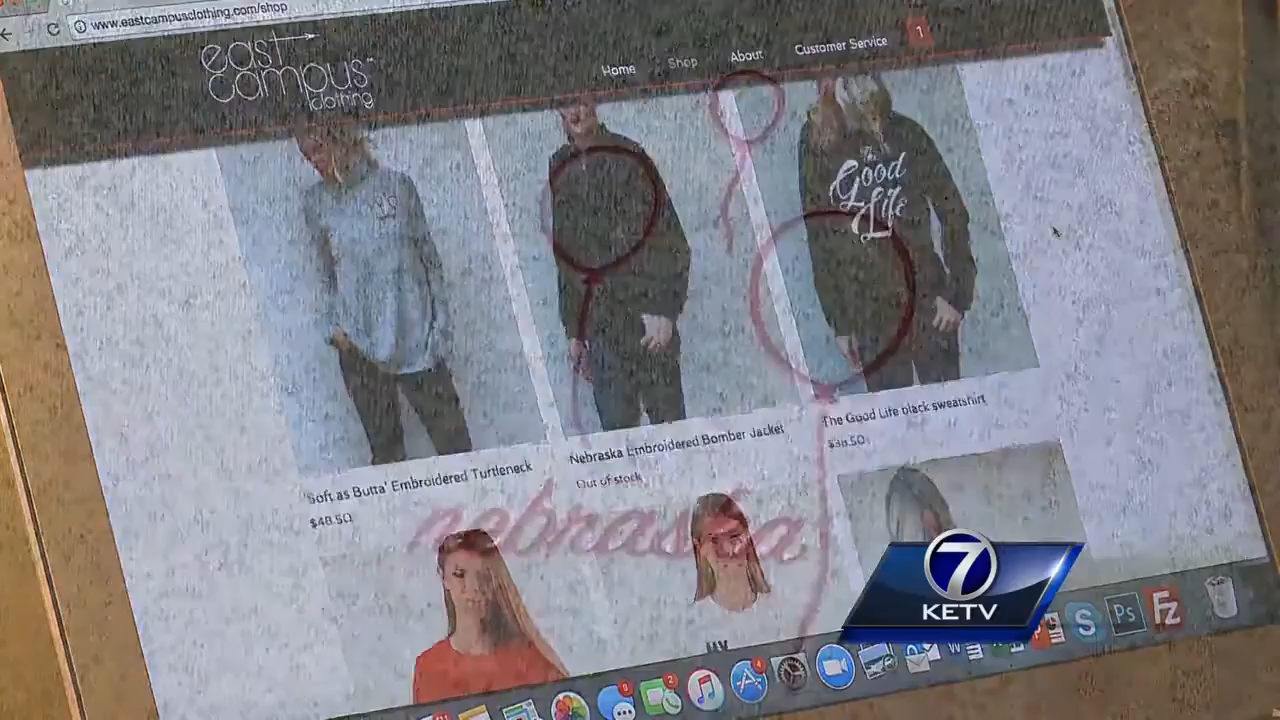 www.eastcampusclothing.com/shop
east campus clothing
Home Shop About Customer Service 1
The Good Life
'Soft as Butta' Embroidered Turtleneck
$48.50
Nebraska Embroidered Bomber Jacket
Out of stock
The Good Life black sweatshirt
$38.50
nebraska
7
KETV
Ps
Fz